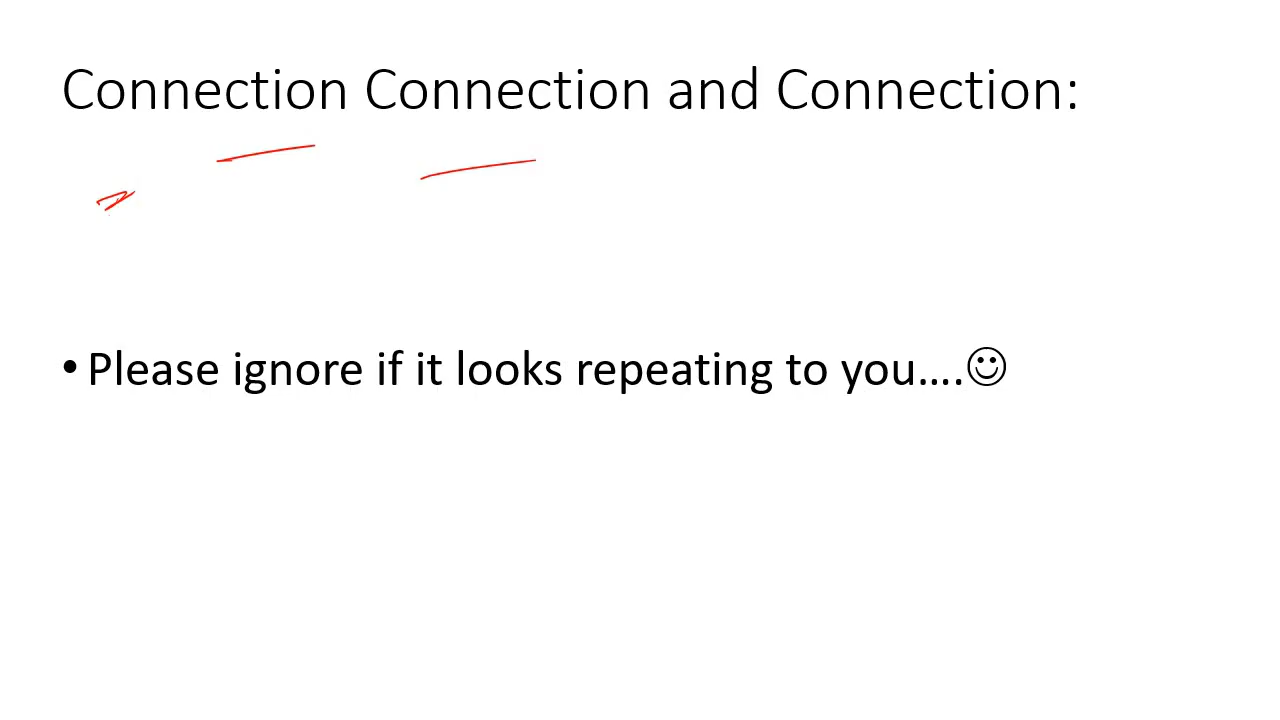 Connection Connection and Connection:
• Please ignore if it looks repeating to you….☺